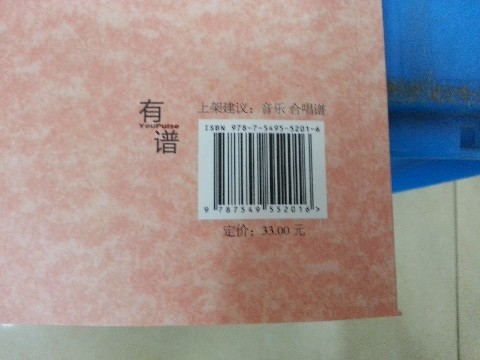 有谱
YouPulse
上架建议：音乐 合唱谱
ISBN 978-7-5495-5201-6
9 787549 552016 >
定价：33.00 元